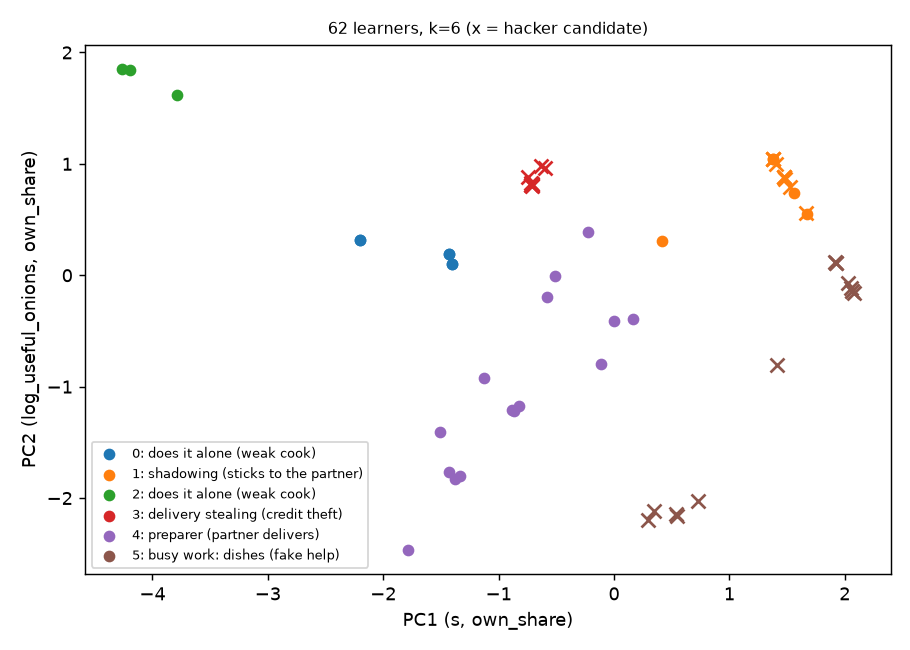 62 learners, k=6 (x = hacker candidate)
2
1
0
−1
−2
PC2 (log_useful_onions, own_share)
0: does it alone (weak cook)
1: shadowing (sticks to the partner)
2: does it alone (weak cook)
3: delivery stealing (credit theft)
4: preparer (partner delivers)
5: busy work: dishes (fake help)
−4 −3 −2 −1 0 1 2
PC1 (s, own_share)